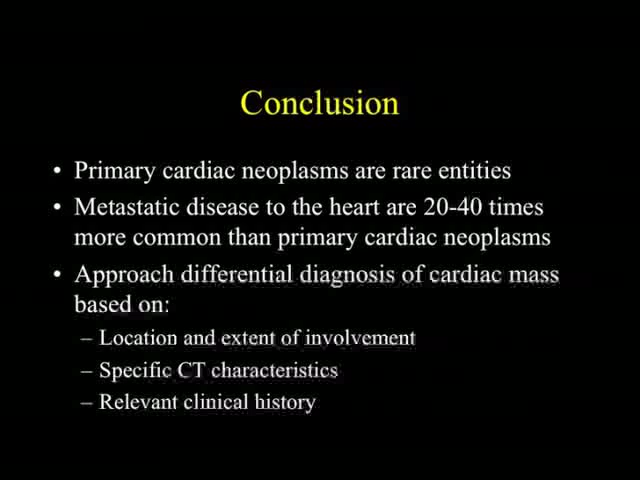 Conclusion
• Primary cardiac neoplasms are rare entities
• Metastatic disease to the heart are 20-40 times
more common than primary cardiac neoplasms
• Approach differential diagnosis of cardiac mass
based on:
– Location and extent of involvement
– Specific CT characteristics
– Relevant clinical history